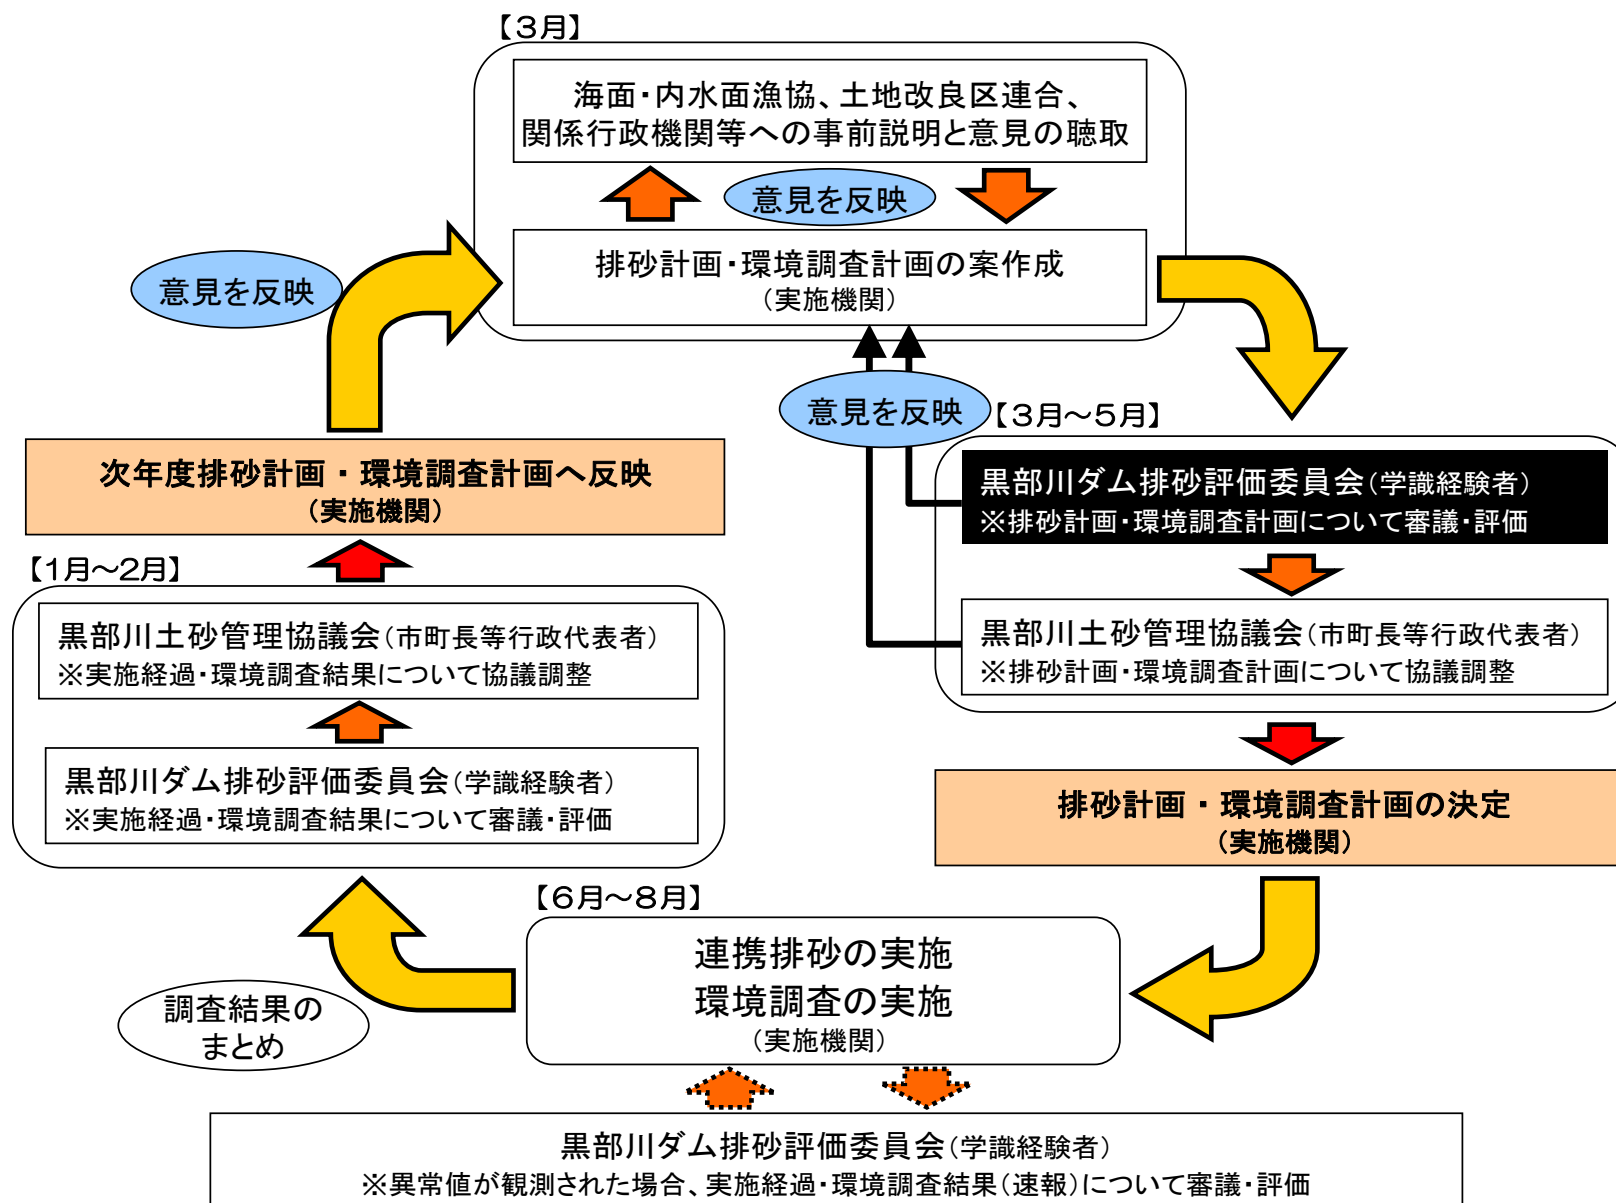 【３月】
海面・内水面漁協、土地改良区連合、
関係行政機関等への事前説明と意見の聴取
意見を反映
排砂計画・環境調査計画の案作成
（実施機関）
意見を反映
意見を反映
【３月～５月】
黒部川ダム排砂評価委員会（学識経験者）
※排砂計画・環境調査計画について審議・評価
黒部川土砂管理協議会（市町長等行政代表者）
※排砂計画・環境調査計画について協議調整
排砂計画・環境調査計画の決定
（実施機関）
【６月～８月】
連携排砂の実施
環境調査の実施
（実施機関）
黒部川ダム排砂評価委員会（学識経験者）
※異常値が観測された場合、実施経過・環境調査結果（速報）について審議・評価
調査結果の
まとめ
【１月～２月】
黒部川土砂管理協議会（市町長等行政代表者）
※実施経過・環境調査結果について協議調整
黒部川ダム排砂評価委員会（学識経験者）
※実施経過・環境調査結果について審議・評価
次年度排砂計画・環境調査計画へ反映
（実施機関）